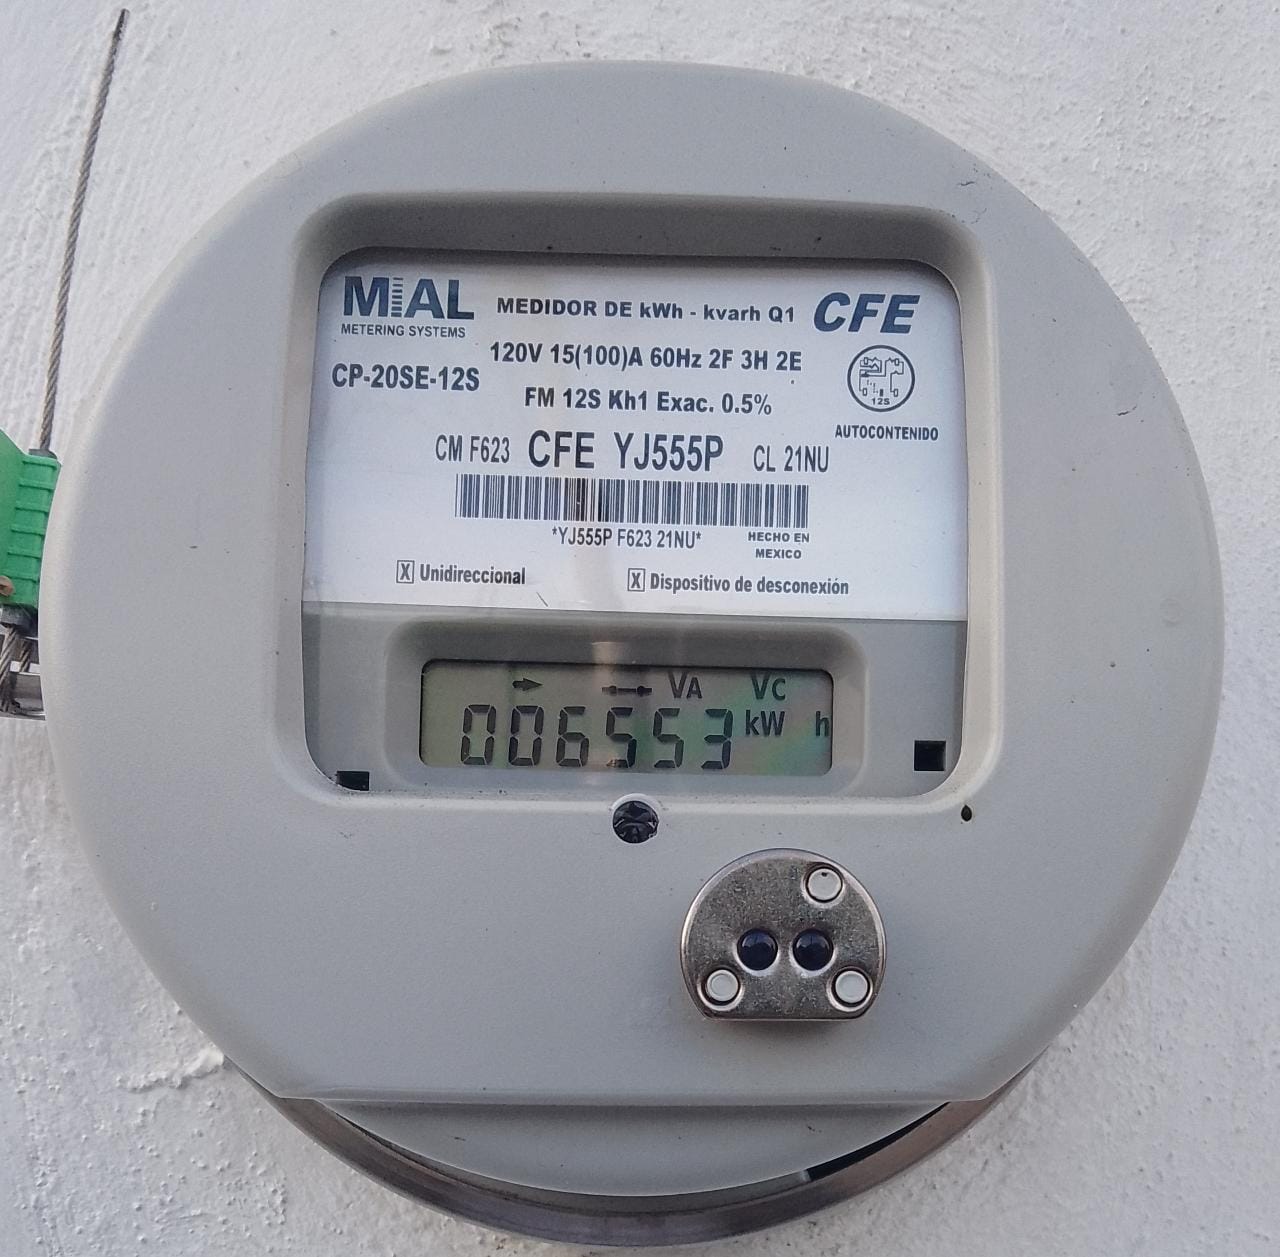 MIAL
METERING SYSTEMS
MEDIDOR DE kWh - kvarh Q1
CFE
120V 15(100)A 60Hz 2F 3H 2E
CP-20SE-12S
FM 12S Kh1 Exac. 0.5%
12S
AUTOCONTENIDO
CM F623 CFE YJ555P CL 21NU
*YJ555P F623 21NU*
HECHO EN
MEXICO
X Unidireccional
X Dispositivo de desconexión
VA VC
006553 kW h